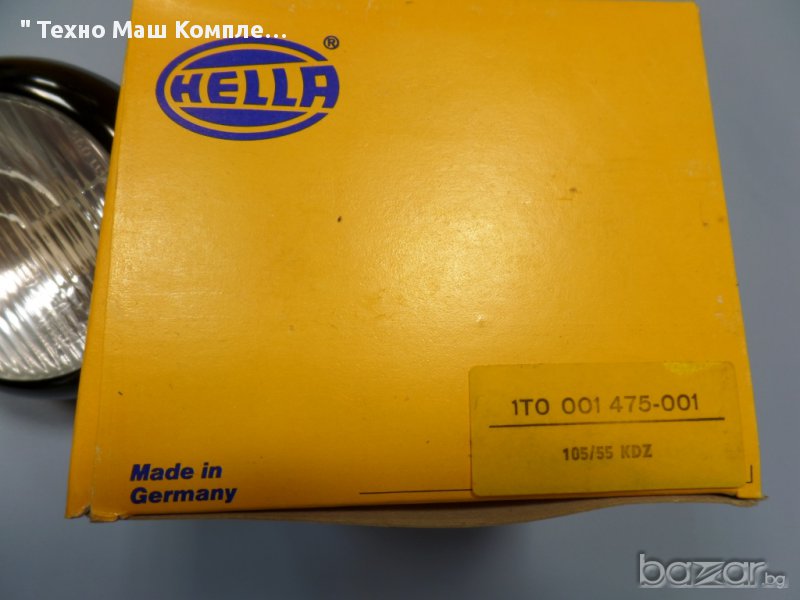 " Техно Маш Компле...
HELLA ®
1TO 001 475-001
105/55 KDZ
Made in
Germany
bazar.bg